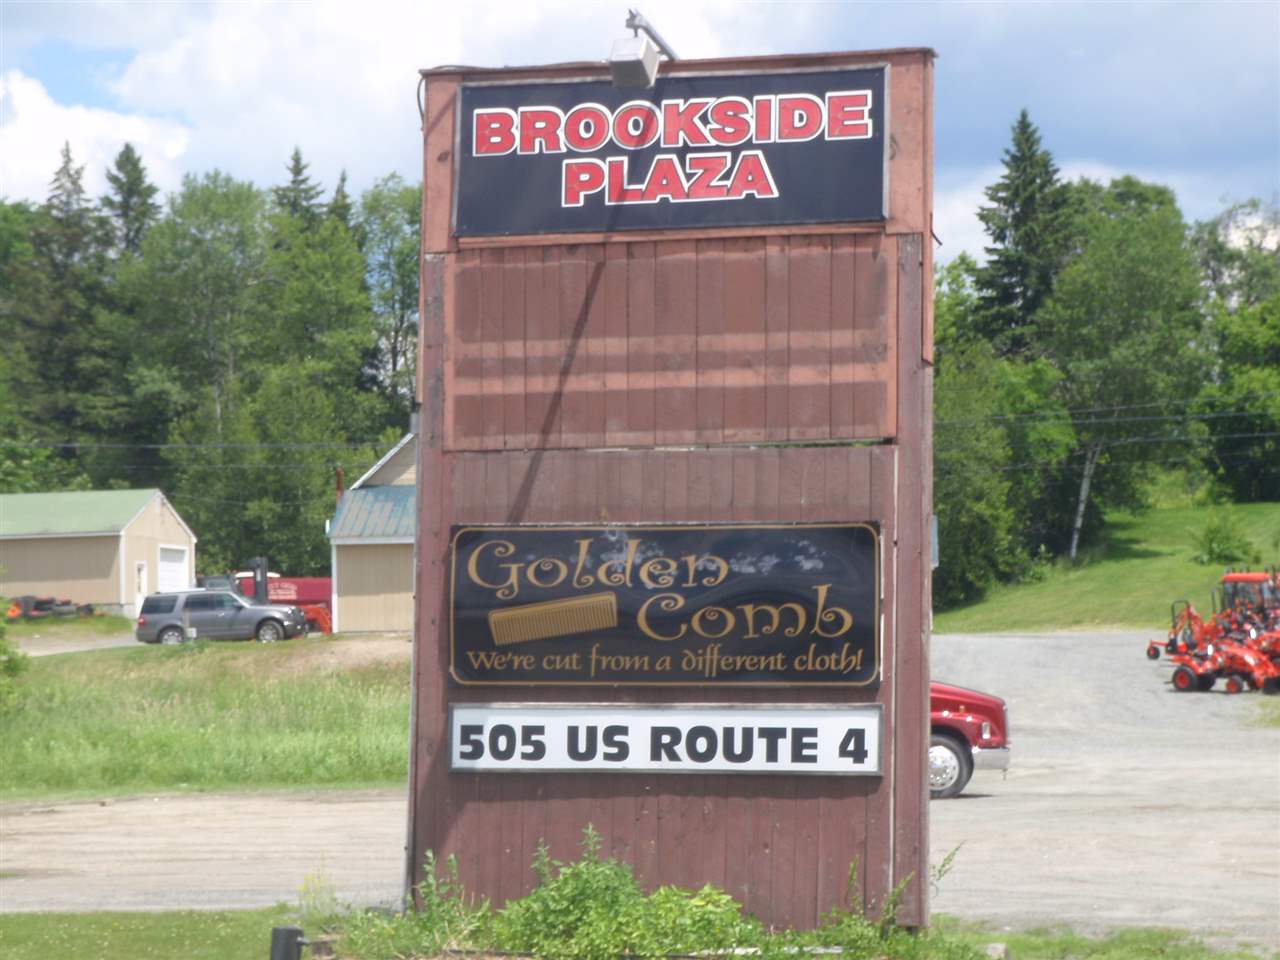 BROOKSIDE
PLAZA
Golden
Comb
We're cut from a different cloth!
505 US ROUTE 4